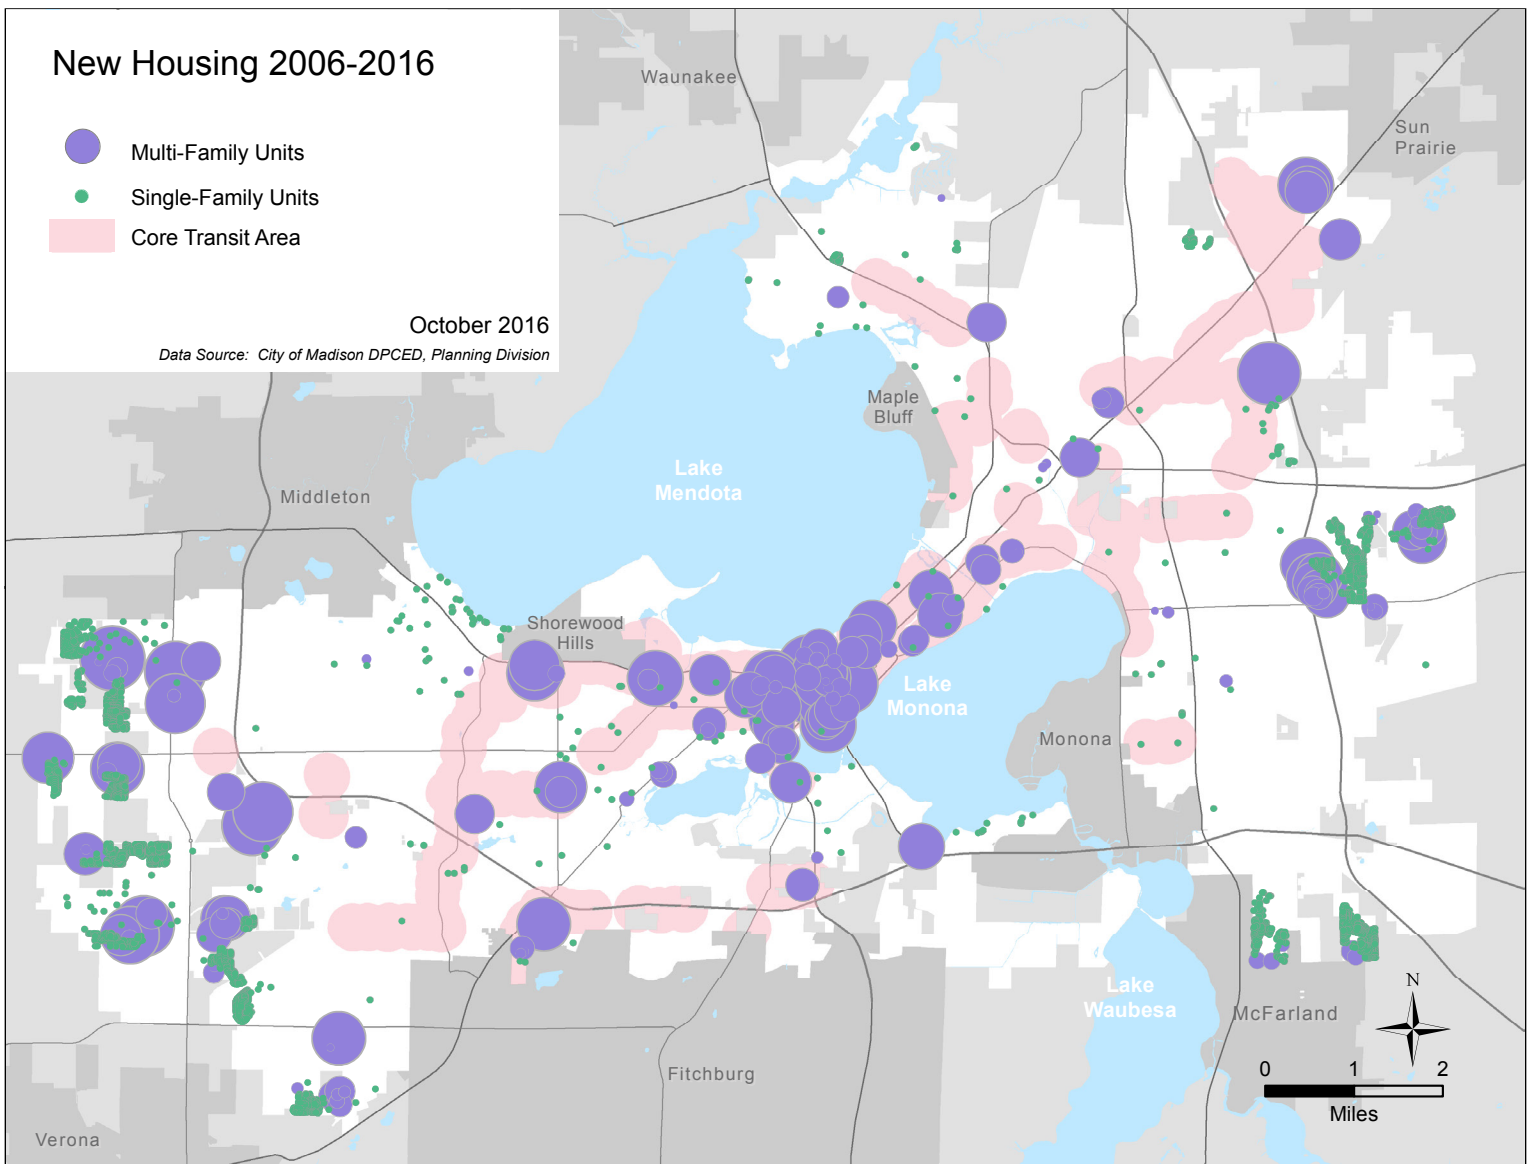 New Housing 2006-2016
Multi-Family Units
Single-Family Units
Core Transit Area
October 2016
Data Source: City of Madison DPCED, Planning Division
Waunakee
Sun
Prairie
Maple
Bluff
Lake
Mendota
Middleton
Shorewood
Hills
Lake
Monona
Monona
Lake
Waubesa
McFarland
N
0 1 2
Miles
Fitchburg
Verona